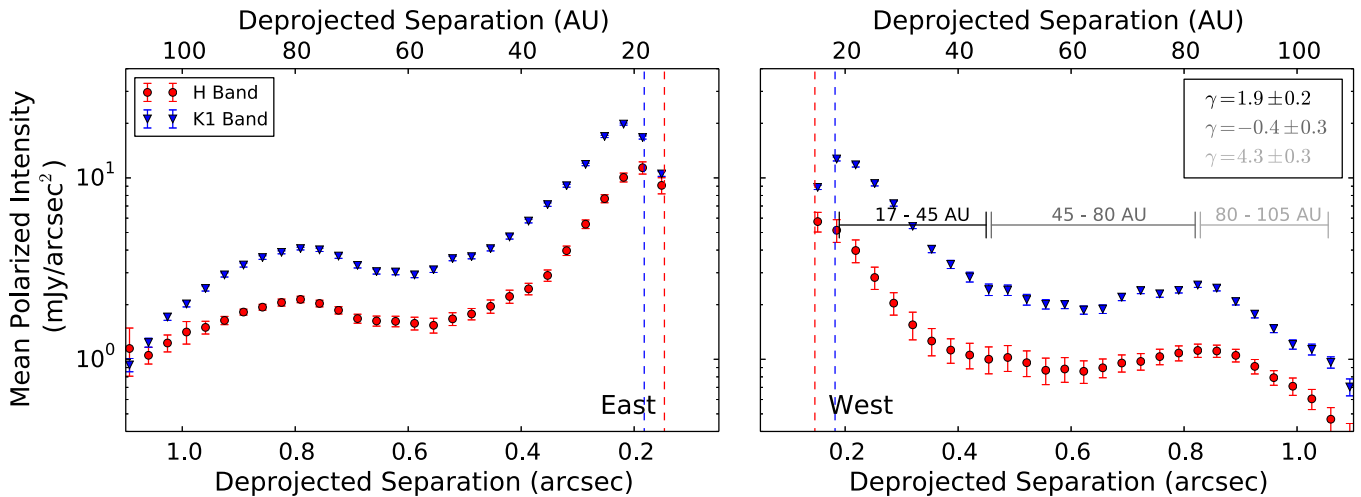 Deprojected Separation (AU)
Deprojected Separation (AU)
100 80 60 40 20
20 40 60 80 100
H Band
K1 Band
γ=1.9±0.2
γ=−0.4±0.3
γ=4.3±0.3
Mean Polarized Intensity
(mJy/arcsec²)
10¹
10⁰
17 - 45 AU
45 - 80 AU
80 - 105 AU
East
West
1.0 0.8 0.6 0.4 0.2
0.2 0.4 0.6 0.8 1.0
Deprojected Separation (arcsec)
Deprojected Separation (arcsec)